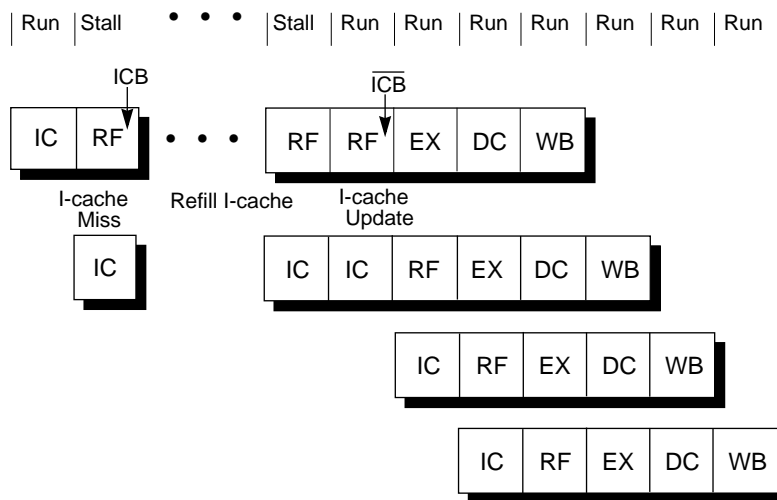 Run Stall • • • Stall Run Run Run Run Run Run Run
ICB I̅C̅B̅
IC RF • • • RF RF EX DC WB
I-cache Miss Refill I-cache I-cache Update
IC IC IC RF EX DC WB
IC RF EX DC WB
IC RF EX DC WB